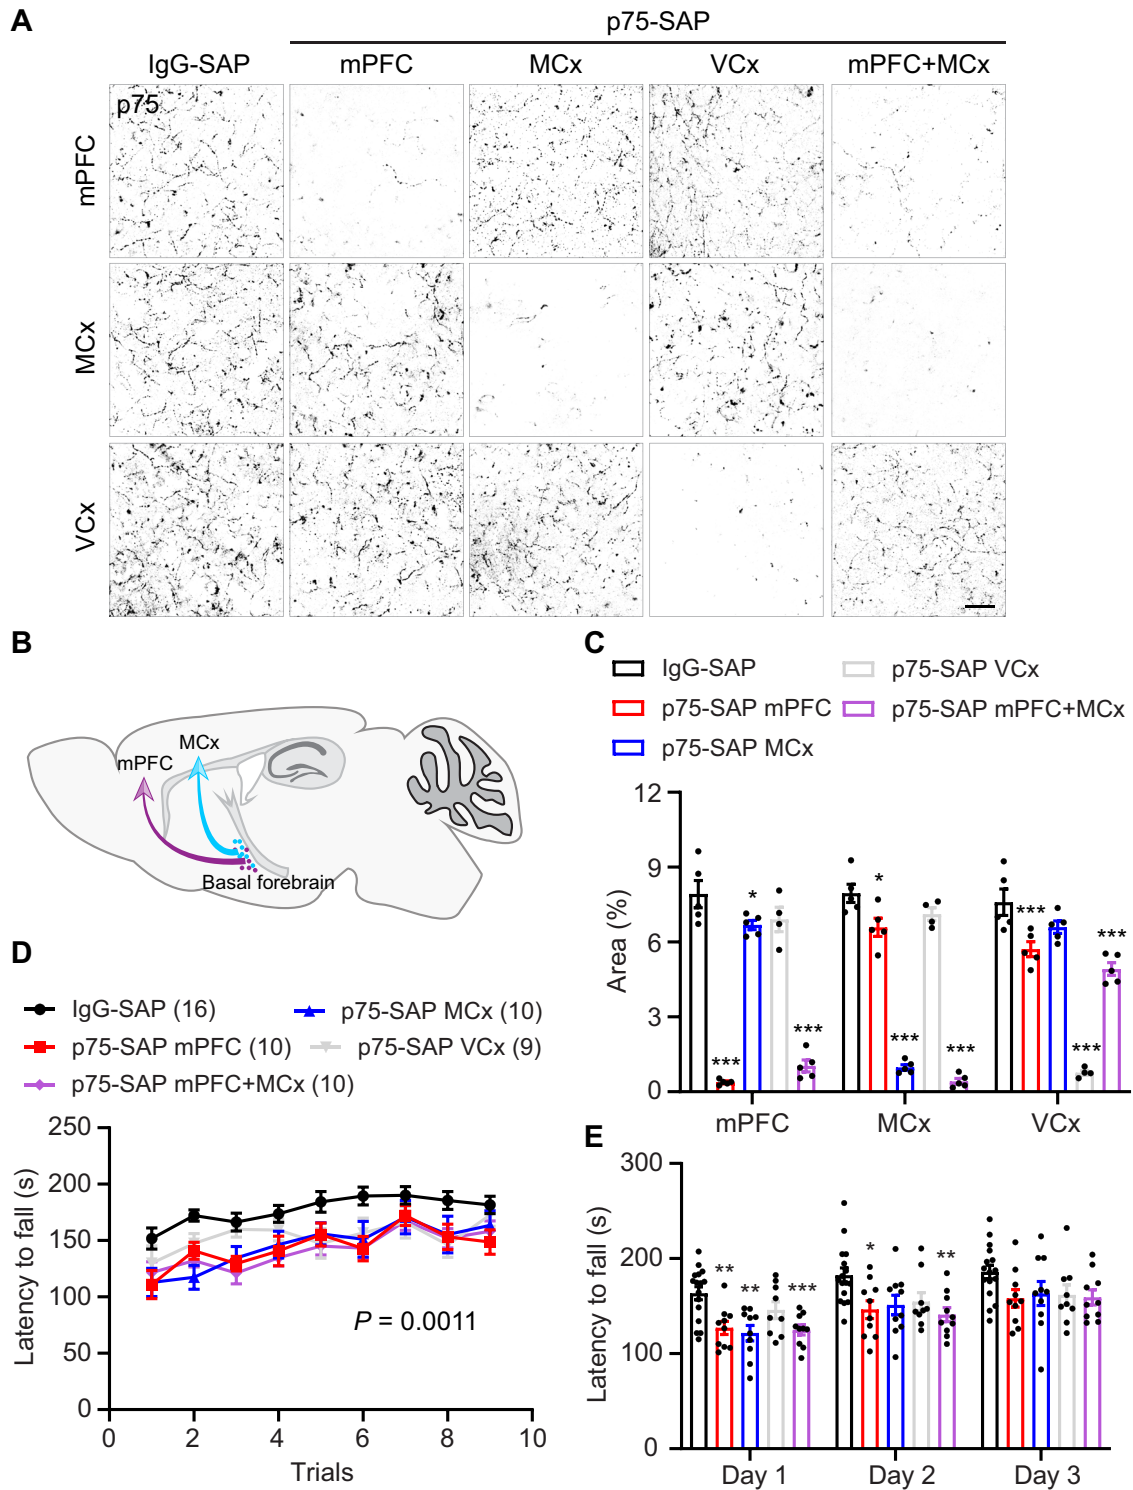 A
p75-SAP
IgG-SAP mPFC MCx VCx mPFC+MCx
p75
mPFC
MCx
VCx
B
MCx
mPFC
Basal forebrain
C
IgG-SAP p75-SAP VCx
p75-SAP mPFC p75-SAP mPFC+MCx
p75-SAP MCx
Area (%)
12
9
6
3
0
*** * *** * *** *** *** *** ***
mPFC MCx VCx
D
IgG-SAP (16) p75-SAP MCx (10)
p75-SAP mPFC (10) p75-SAP VCx (9)
p75-SAP mPFC+MCx (10)
Latency to fall (s)
250
200
150
100
50
0
P = 0.0011
0 2 4 6 8 10
Trials
E
Latency to fall (s)
300
200
100
0
** ** *** * **
Day 1 Day 2 Day 3